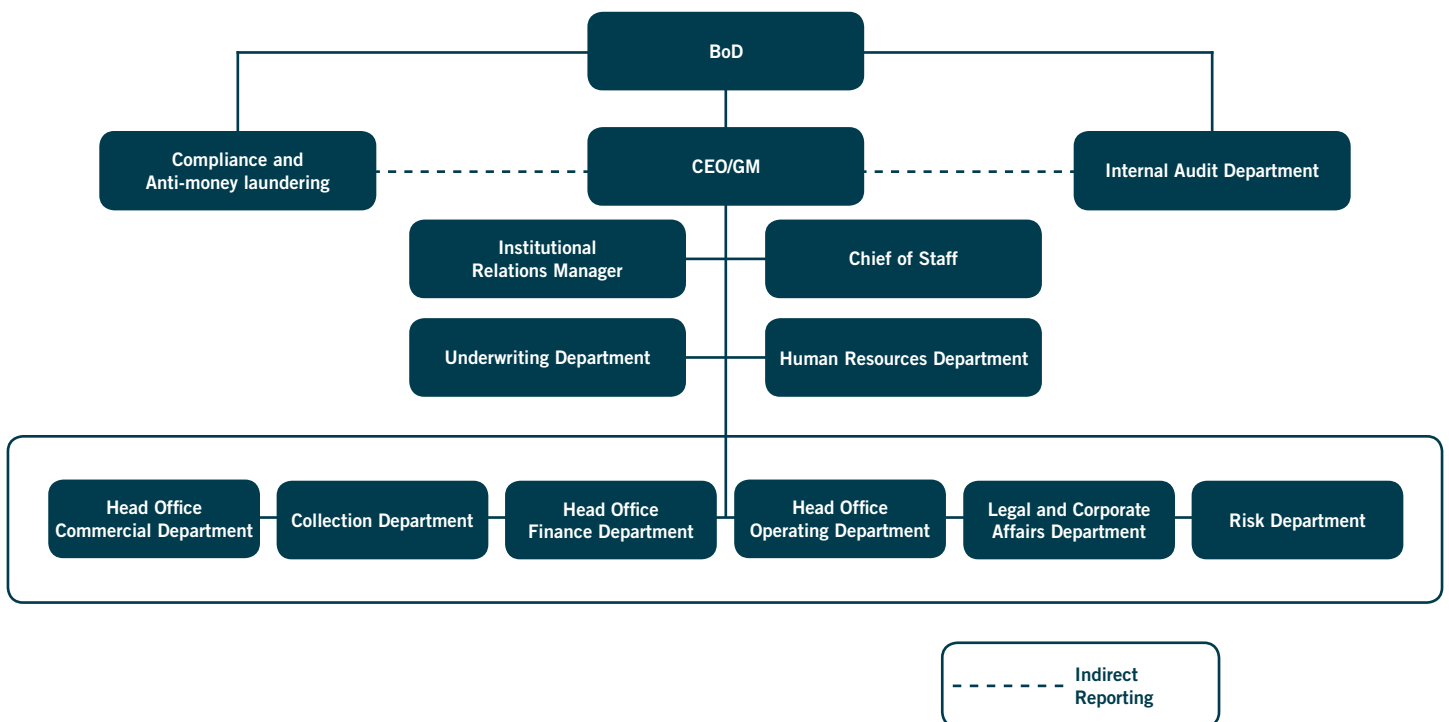 BoD
Compliance and
Anti-money laundering
CEO/GM
Internal Audit Department
Institutional
Relations Manager
Chief of Staff
Underwriting Department
Human Resources Department
Head Office
Commercial Department
Collection Department
Head Office
Finance Department
Head Office
Operating Department
Legal and Corporate
Affairs Department
Risk Department
Indirect
Reporting